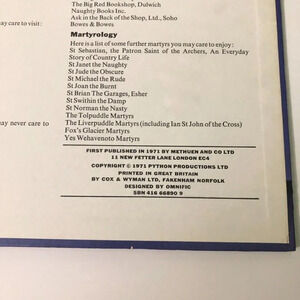 The Big Red Bookshop, Dulwich
Naughty Books Inc.
Ask in the Back of the Shop, Ltd., Soho
Bowes & Bowes
u care to visit :
Martyrology
Here is a list of some further martyrs you may care to enjoy :
St Sebastian, the Patron Saint of the Archers, An Everyday
Story of Country Life
St Janet the Naughty
St Jude the Obscure
St Michael the Rude
St Joan the Burnt
St Brian The Garages, Esher
St Swithin the Damp
St Norman the Nasty
The Tolpuddle Martyrs
may never care to
The Liverpuddle Martyrs (including Ian St John of the Cross)
Fox's Glacier Martyrs
Yes Wehavenoto Martyrs
FIRST PUBLISHED IN 1971 BY METHUEN AND CO LTD
11 NEW FETTER LANE LONDON EC4
COPYRIGHT © 1971 PYTHON PRODUCTIONS LTD
PRINTED IN GREAT BRITAIN
BY COX & WYMAN LTD, FAKENHAM NORFOLK
DESIGNED BY OMNIFIC
SBN 416 66890 9